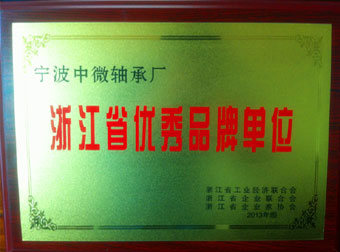 宁波中微轴承厂
浙江省优秀品牌单位
浙江省工业经济联合会
浙江省企业联合会
浙江省企业家协会
2013年